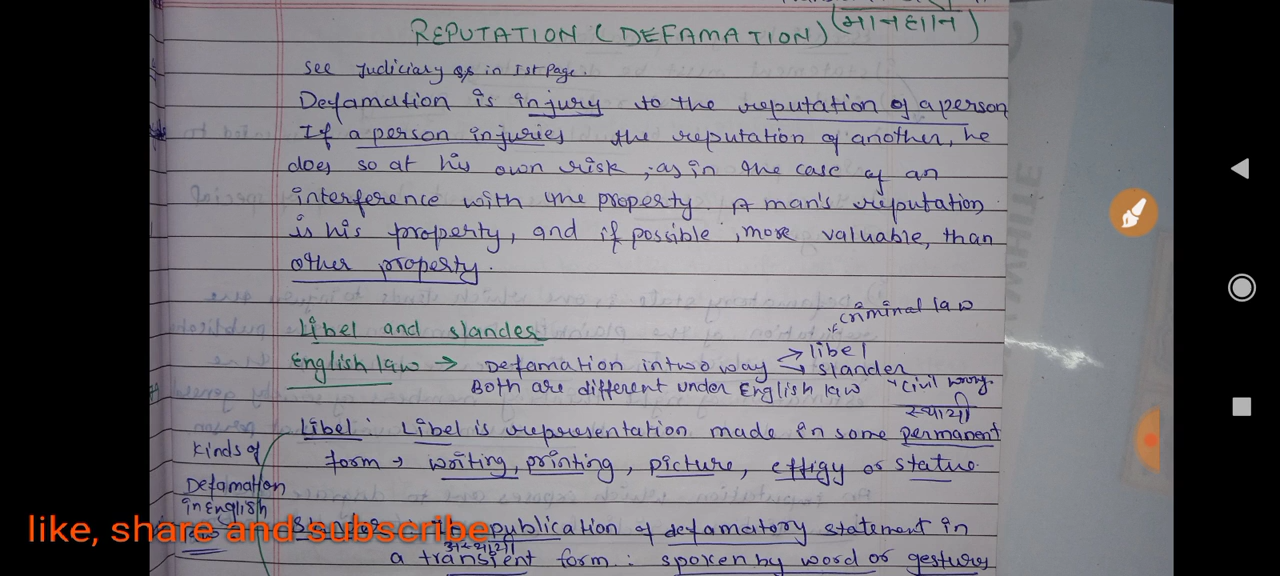 REPUTATION (DEFAMATION) (मानहानि)
see Judiciary Qs in Ist Page.
Defamation is injury to the reputation of a person
If a person injuries the reputation of another, he
does so at his own risk, as in the case of an
interference with the property A man's reputation
is his property, and if possible, more valuable, than
other property.
criminal law
Libel and slander
English law → Defamation in two way → libel
→ slander
Both are different under English law
civil wrong
स्थायी
Libel: Libel is representation made in some permanent
Kinds of
form → writing, printing, picture, effigy or statue.
Defamation
in English
like, share and subscribe
publication of defamatory statement in
अस्थायी
a transient form : spoken by word or gestures